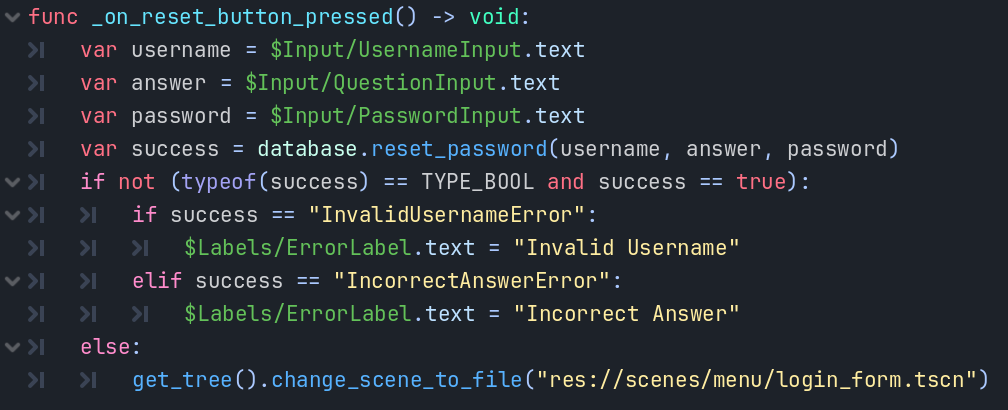 func _on_reset_button_pressed() -> void:
	var username = $Input/UsernameInput.text
	var answer = $Input/QuestionInput.text
	var password = $Input/PasswordInput.text
	var success = database.reset_password(username, answer, password)
	if not (typeof(success) == TYPE_BOOL and success == true):
		if success == "InvalidUsernameError":
			$Labels/ErrorLabel.text = "Invalid Username"
		elif success == "IncorrectAnswerError":
			$Labels/ErrorLabel.text = "Incorrect Answer"
	else:
		get_tree().change_scene_to_file("res://scenes/menu/login_form.tscn")